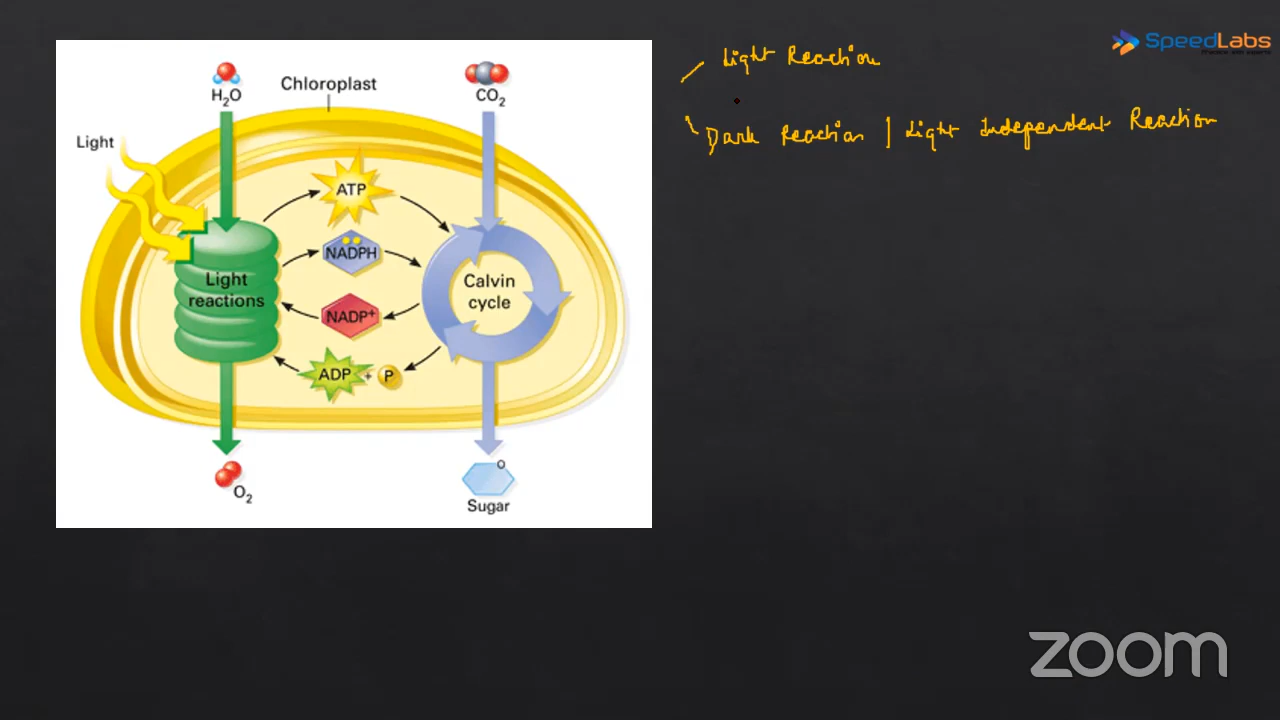 Light Reaction
Dark Reaction | Light Independent Reaction
SpeedLabs
H2O
Chloroplast
CO2
Light
ATP
NADPH
Light reactions
Calvin cycle
NADP+
ADP + P
O2
O
Sugar
zoom